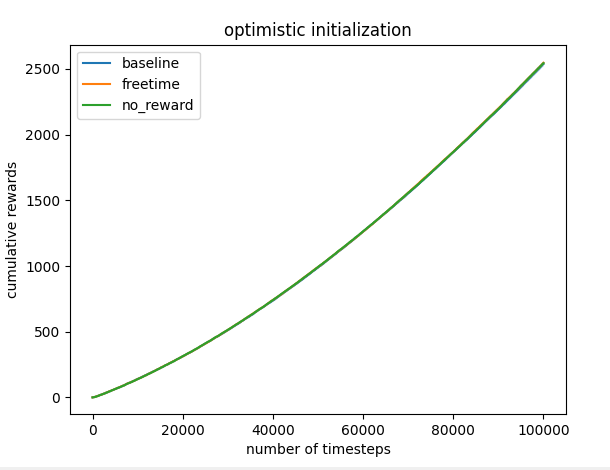 optimistic initialization
baseline
freetime
no_reward
cumulative rewards
2500
2000
1500
1000
500
0
0 20000 40000 60000 80000 100000
number of timesteps